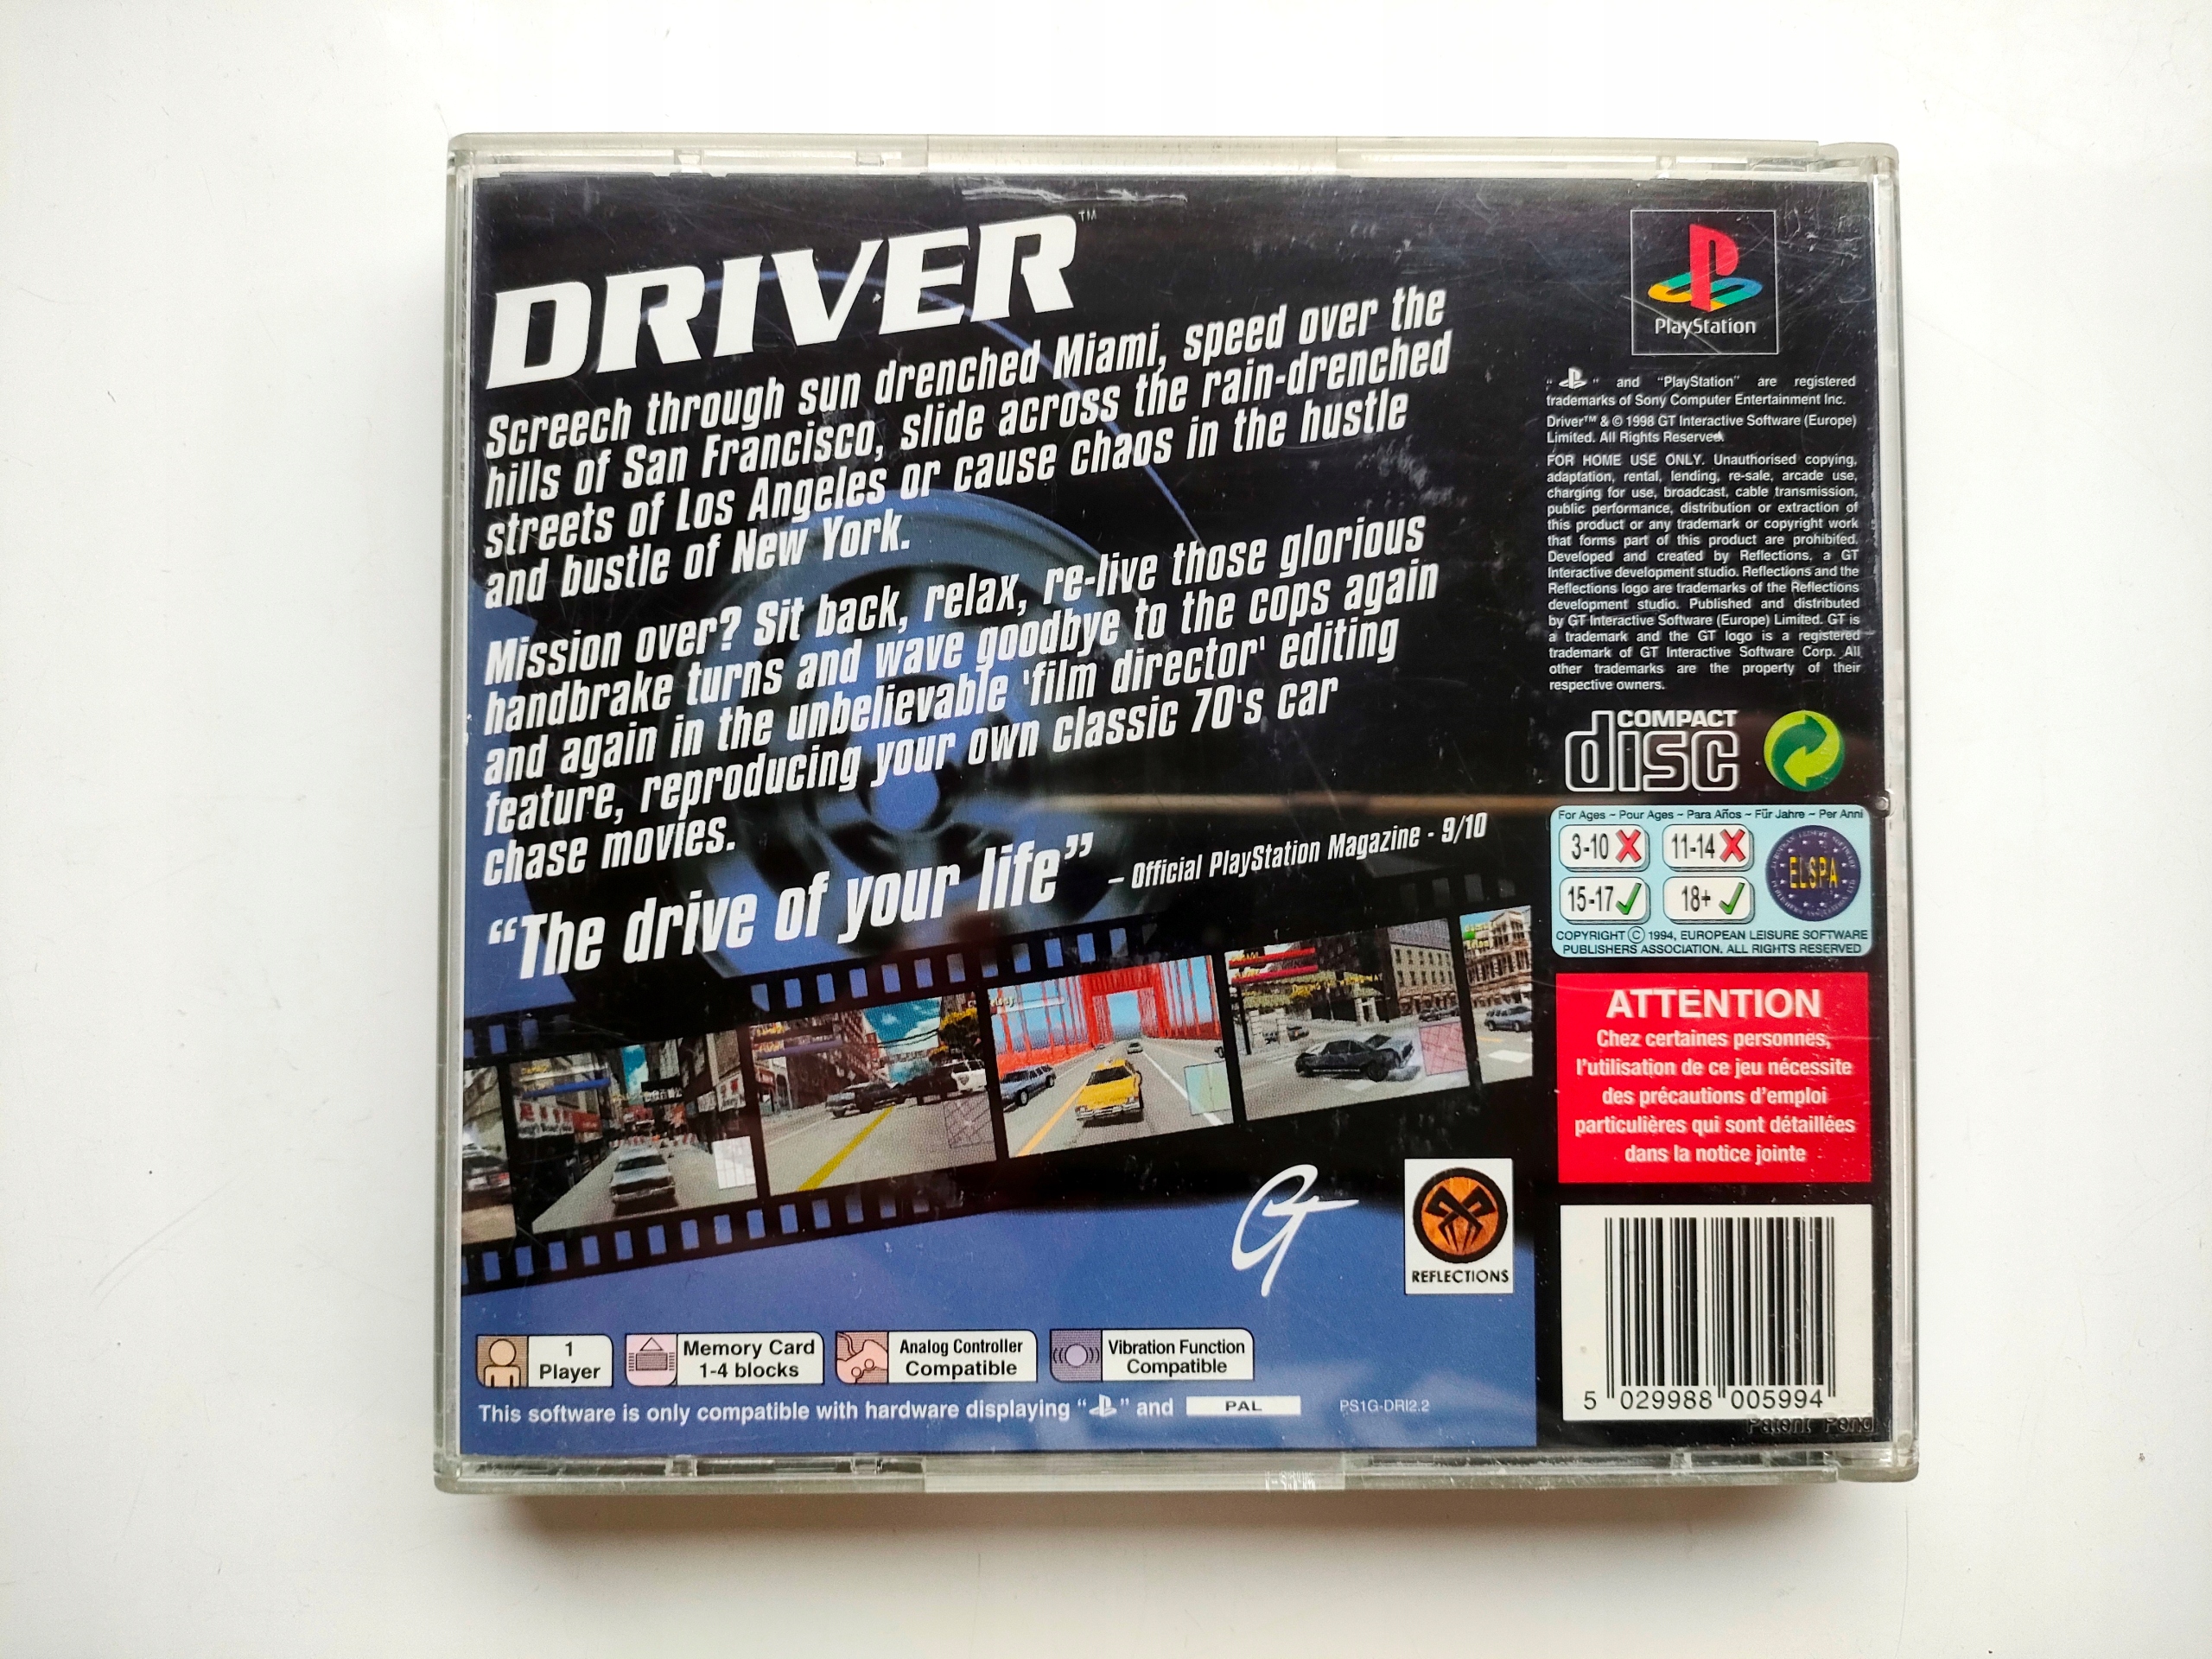 DRIVER™
Screech through sun drenched Miami, speed over the
hills of San Francisco, slide across the rain-drenched
streets of Los Angeles or cause chaos in the hustle
and bustle of New York.
Mission over? Sit back, relax, re-live those glorious
handbrake turns and wave goodbye to the cops again
and again in the unbelievable 'film director' editing
feature, reproducing your own classic 70's car
chase movies.
“The drive of your life”
– Official PlayStation Magazine - 9/10
REFLECTIONS
1
Player
Memory Card
1-4 blocks
Analog Controller
Compatible
Vibration Function
Compatible
This software is only compatible with hardware displaying “ ” and PAL
PS1G-DRI2.2
PlayStation
“ ” and “PlayStation” are registered
trademarks of Sony Computer Entertainment Inc.
Driver™ & © 1998 GT Interactive Software (Europe)
Limited. All Rights Reserved.
FOR HOME USE ONLY. Unauthorised copying,
adaptation, rental, lending, re-sale, arcade use,
charging for use, broadcast, cable transmission,
public performance, distribution or extraction of
this product or any trademark or copyright work
that forms part of this product are prohibited.
Developed and created by Reflections, a GT
Interactive development studio. Reflections and the
Reflections logo are trademarks of the Reflections
development studio. Published and distributed
by GT Interactive Software (Europe) Limited. GT is
a trademark and the GT logo is a registered
trademark of GT Interactive Software Corp. All
other trademarks are the property of their
respective owners.
COMPACT
disc
For Ages ~ Pour Ages ~ Para Años ~ Für Jahre ~ Per Anni
3-10 11-14
15-17 18+
ELSPA
COPYRIGHT © 1994, EUROPEAN LEISURE SOFTWARE
PUBLISHERS ASSOCIATION. ALL RIGHTS RESERVED
ATTENTION
Chez certaines personnes,
l'utilisation de ce jeu nécessite
des précautions d'emploi
particulières qui sont détaillées
dans la notice jointe
5 029988 005994
Patent Pend